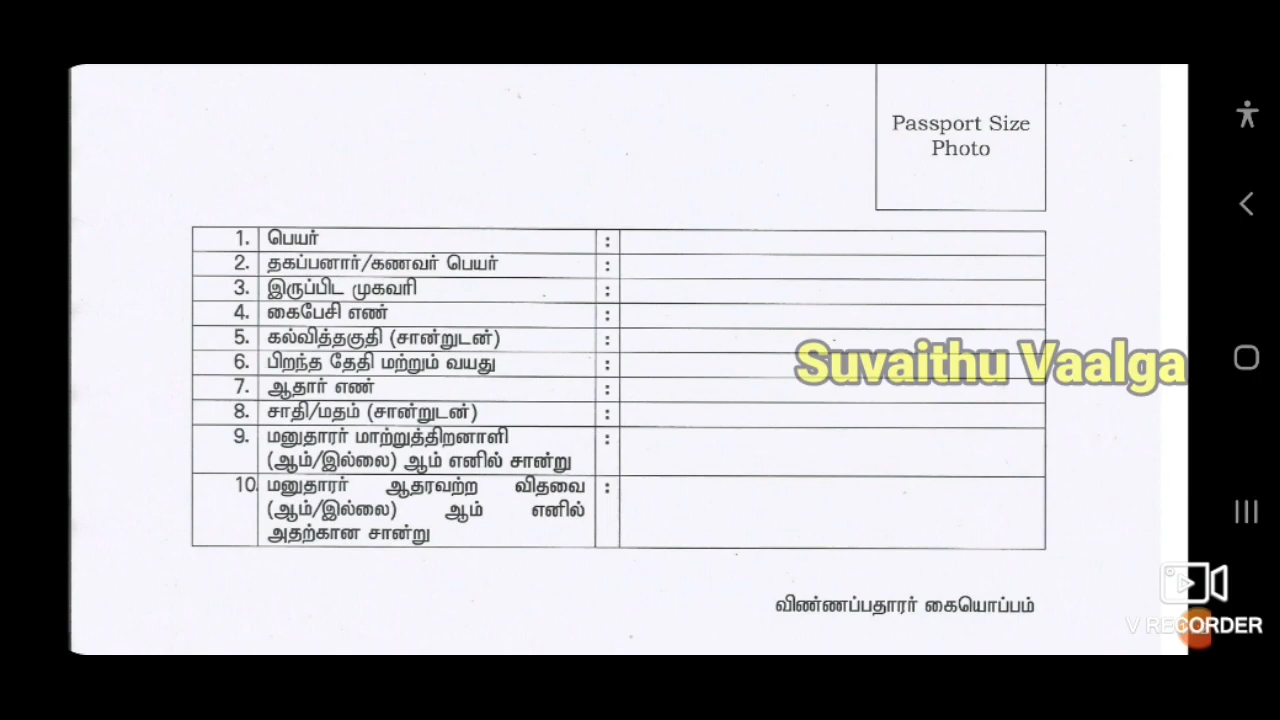 Passport Size
Photo
1. பெயர் :
2. தகப்பனார்/கணவர் பெயர் :
3. இருப்பிட முகவரி :
4. கைபேசி எண் :
5. கல்வித்தகுதி (சான்றுடன்) :
6. பிறந்த தேதி மற்றும் வயது :
7. ஆதார் எண் :
8. சாதி/மதம் (சான்றுடன்) :
9. மனுதாரர் மாற்றுத்திறனாளி :
(ஆம்/இல்லை) ஆம் எனில் சான்று
10. மனுதாரர் ஆதரவற்ற விதவை :
(ஆம்/இல்லை) ஆம் எனில்
அதற்கான சான்று
Suvaithu Vaalga
விண்ணப்பதாரர் கையொப்பம்
V RECORDER